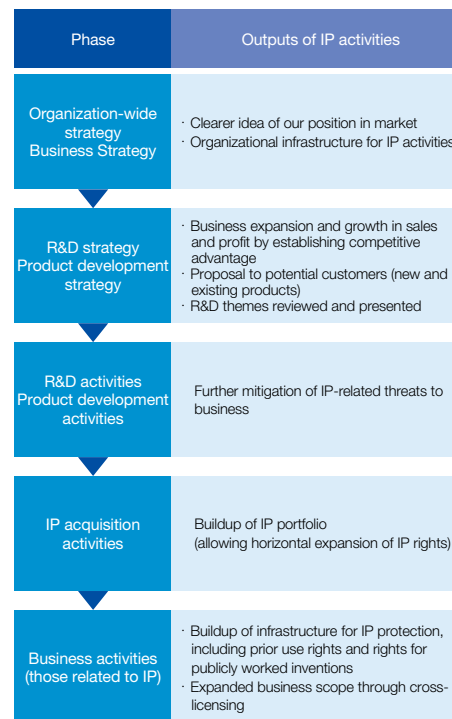 Phase
Outputs of IP activities
Organization-wide
strategy
Business Strategy
· Clearer idea of our position in market
· Organizational infrastructure for IP activities
R&D strategy
Product development
strategy
· Business expansion and growth in sales
and profit by establishing competitive
advantage
· Proposal to potential customers (new and
existing products)
· R&D themes reviewed and presented
R&D activities
Product development
activities
Further mitigation of IP-related threats to
business
IP acquisition
activities
Buildup of IP portfolio
(allowing horizontal expansion of IP rights)
Business activities
(those related to IP)
· Buildup of infrastructure for IP protection,
including prior use rights and rights for
publicly worked inventions
· Expanded business scope through cross-
licensing